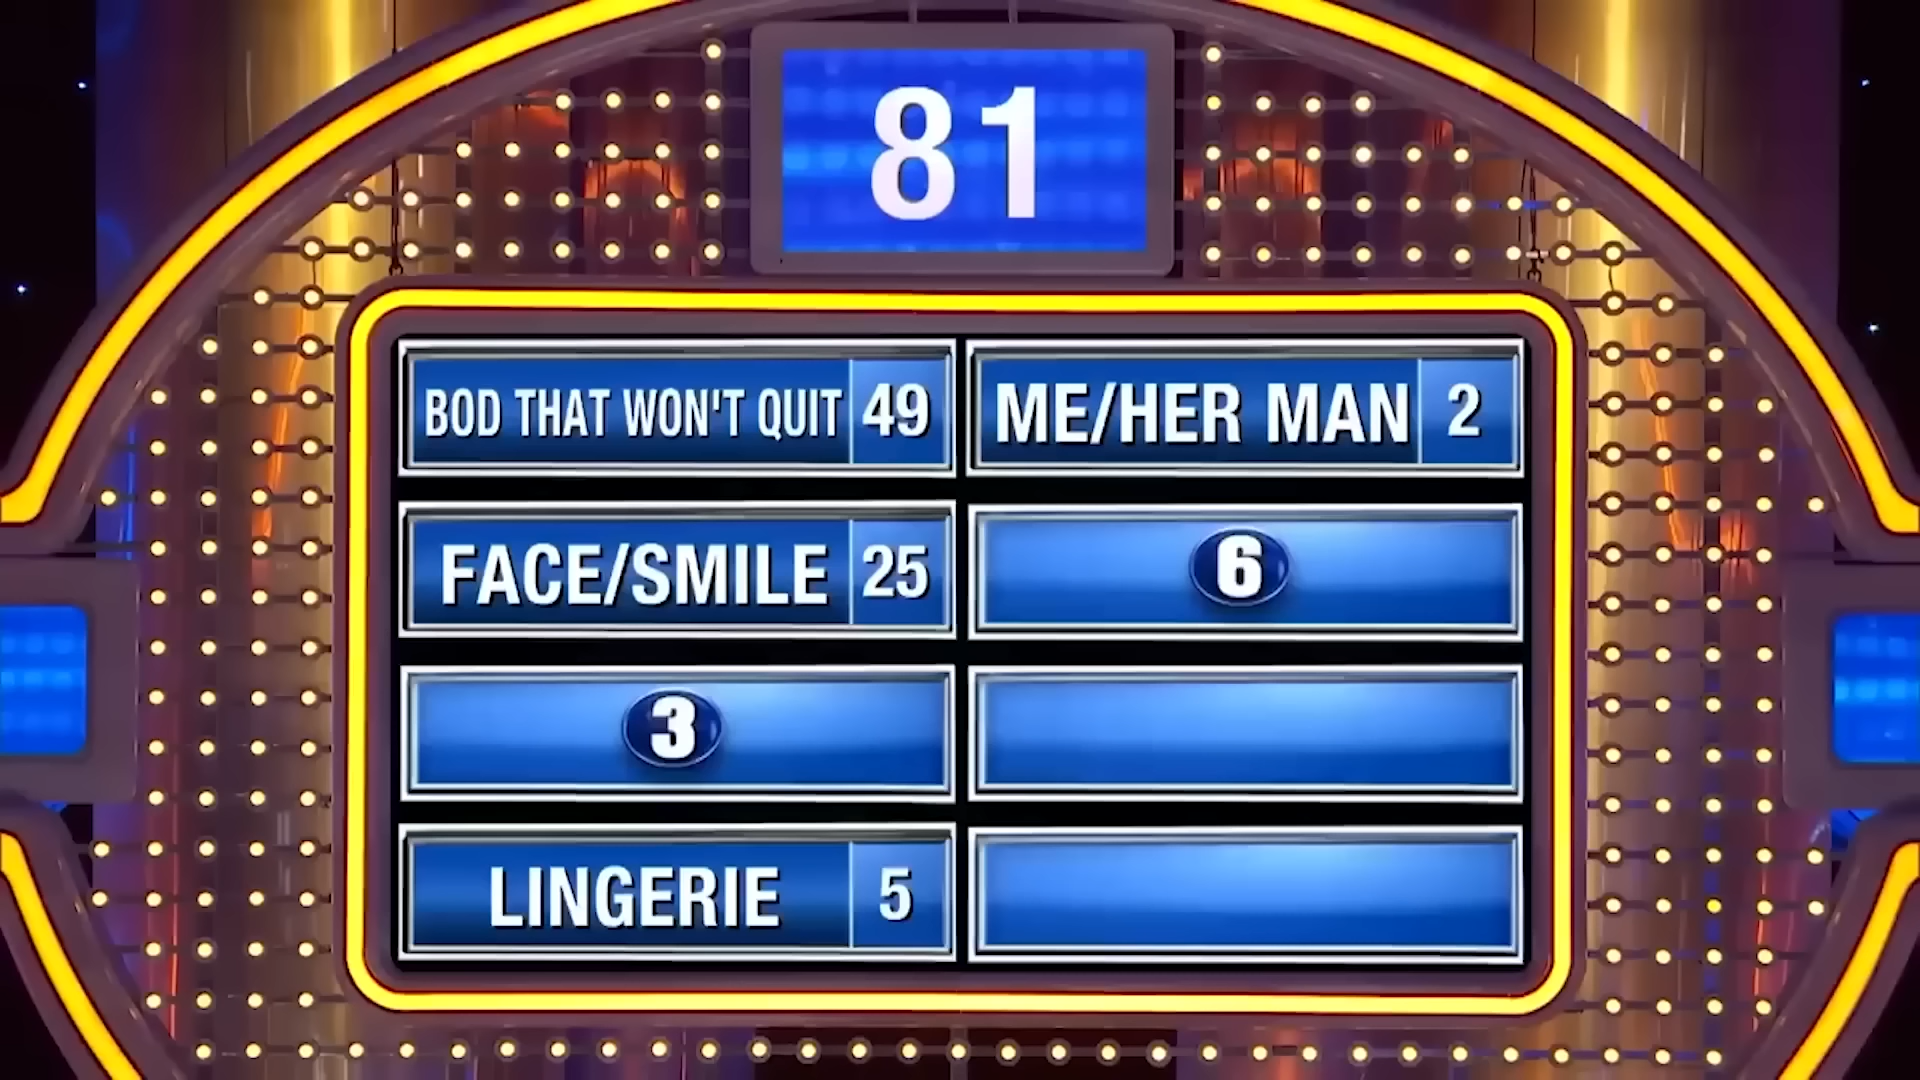 81
BOD THAT WON'T QUIT 49
FACE/SMILE 25
3
LINGERIE 5
ME/HER MAN 2
6